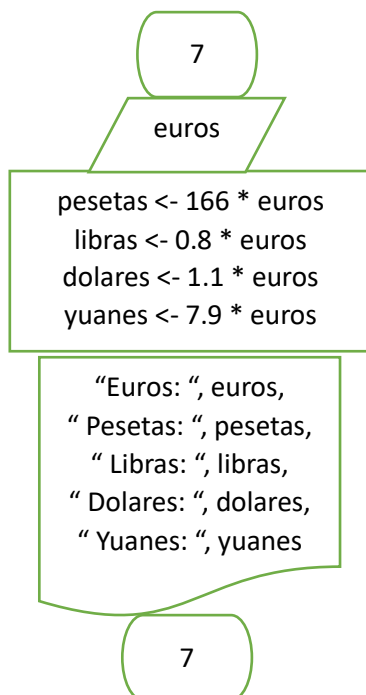 7
euros
pesetas <- 166 * euros
libras <- 0.8 * euros
dolares <- 1.1 * euros
yuanes <- 7.9 * euros
“Euros: “, euros,
“ Pesetas: “, pesetas,
“ Libras: “, libras,
“ Dolares: “, dolares,
“ Yuanes: “, yuanes
7